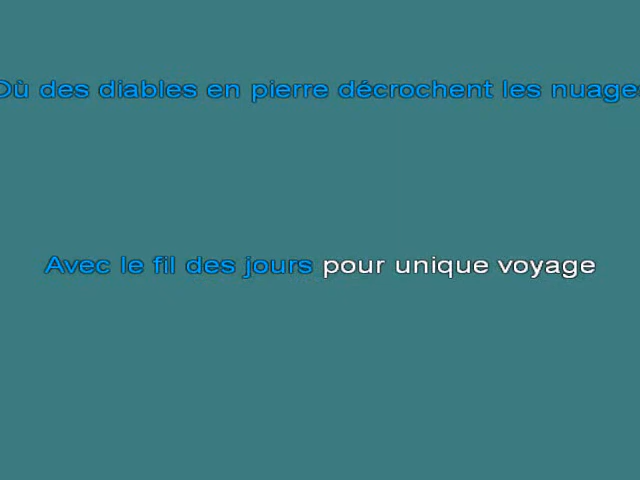 Où des diables en pierre décrochent les nuages
Avec le fil des jours pour unique voyage